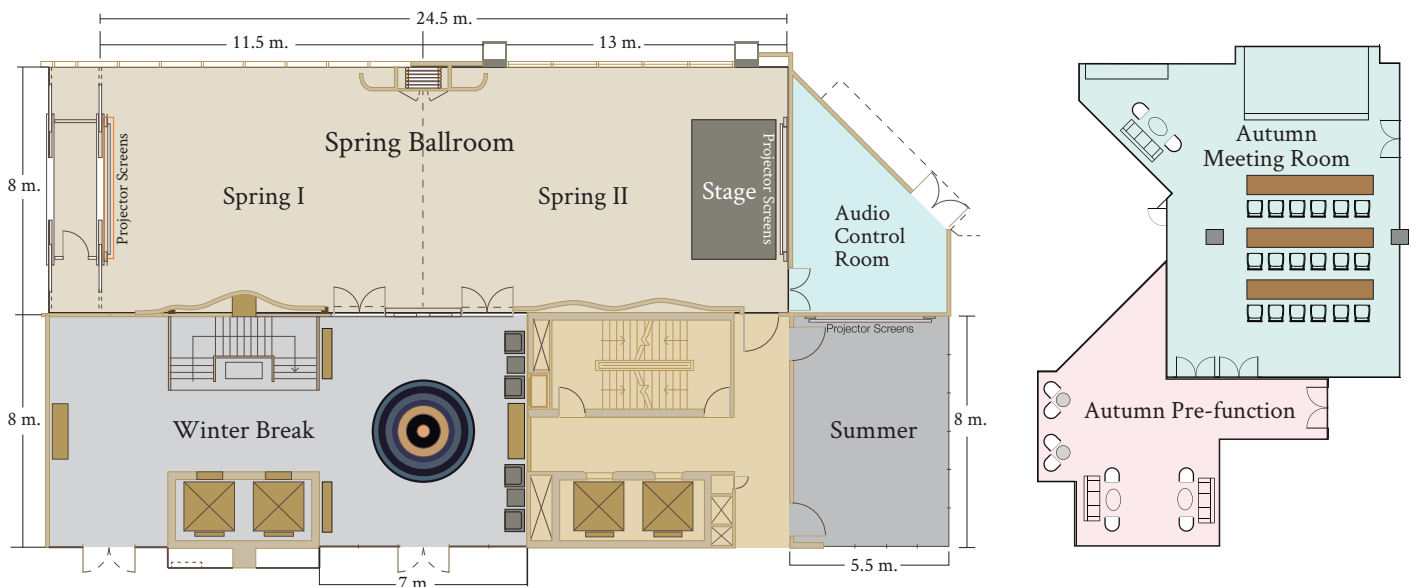 24.5 m.
11.5 m.
13 m.
8 m.
Spring Ballroom
Spring I
Spring II
Projector Screens
Stage
Projector Screens
Audio
Control
Room
Autumn
Meeting Room
Projector Screens
8 m.
Winter Break
Summer
8 m.
Autumn Pre-function
7 m
5.5 m.